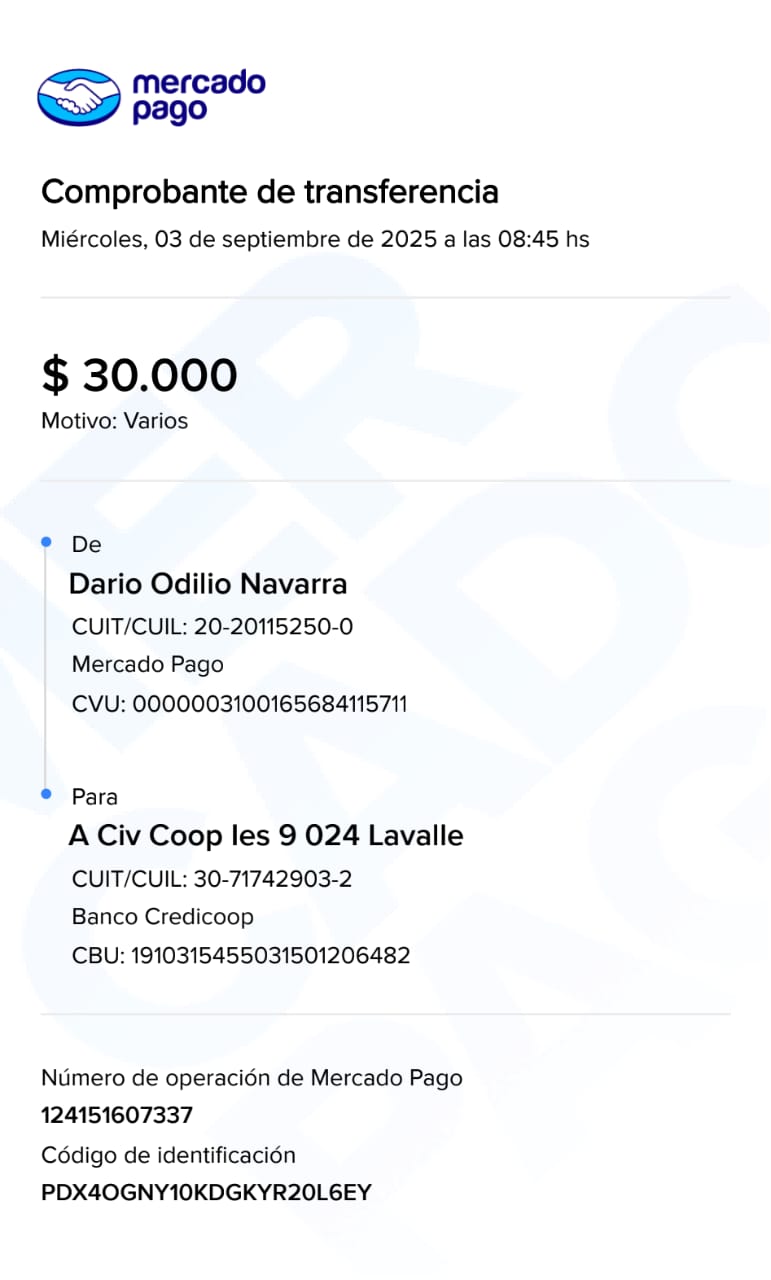 mercado
pago
Comprobante de transferencia
Miércoles, 03 de septiembre de 2025 a las 08:45 hs
$ 30.000
Motivo: Varios
De
Dario Odilio Navarra
CUIT/CUIL: 20-20115250-0
Mercado Pago
CVU: 0000003100165684115711
Para
A Civ Coop Ies 9 024 Lavalle
CUIT/CUIL: 30-71742903-2
Banco Credicoop
CBU: 1910315455031501206482
Número de operación de Mercado Pago
124151607337
Código de identificación
PDX4OGNY10KDGKYR20L6EY